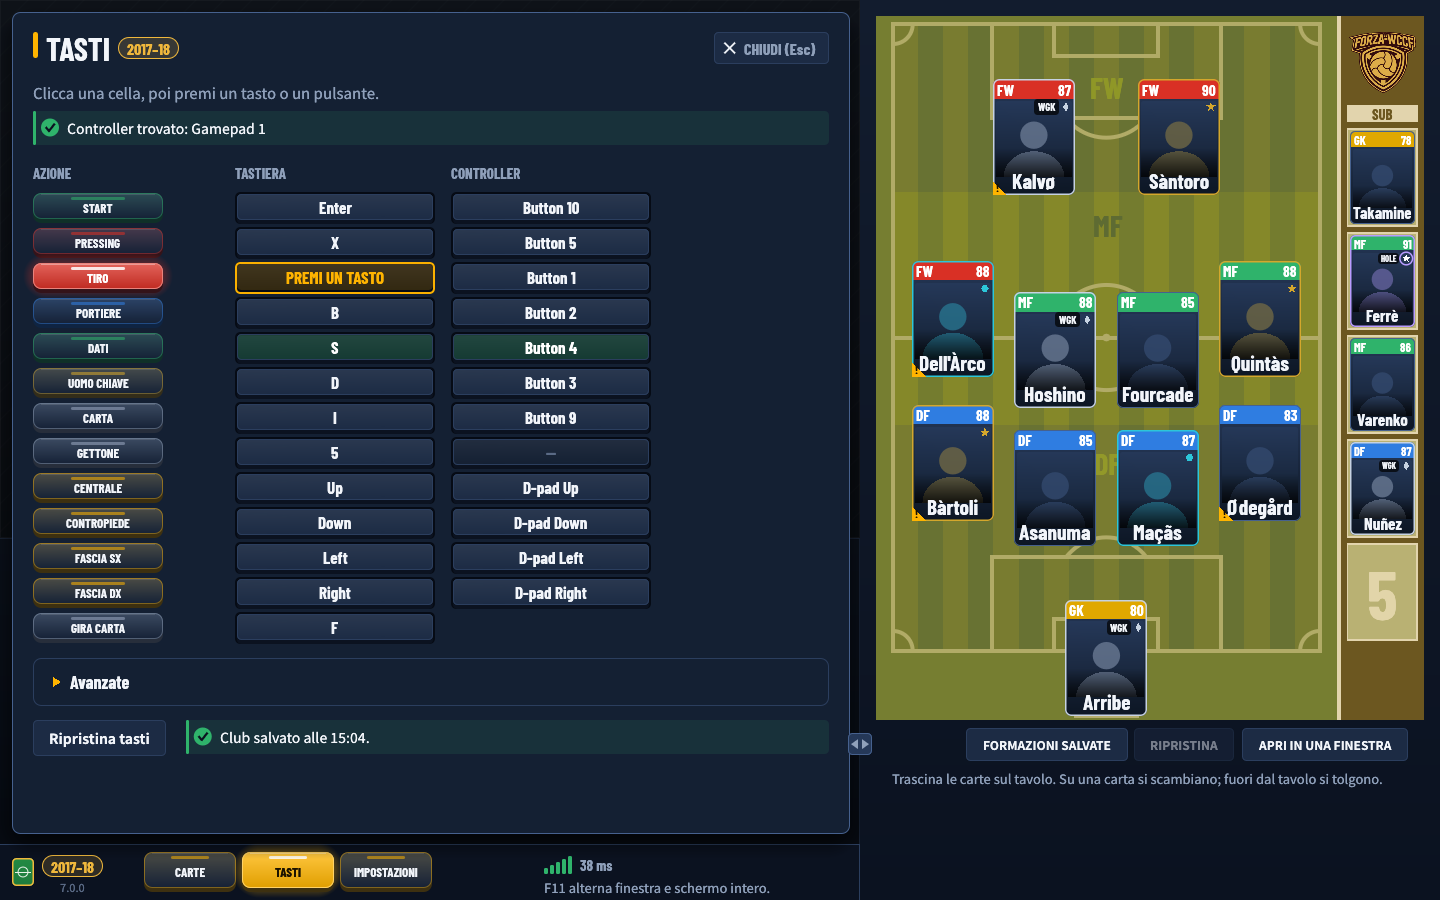 TASTI 2017-18
CHIUDI (Esc)
Clicca una cella, poi premi un tasto o un pulsante.
Controller trovato: Gamepad 1
AZIONE TASTIERA CONTROLLER
START Enter Button 10
PRESSING X Button 5
TIRO PREMI UN TASTO Button 1
PORTIERE B Button 2
DATI S Button 4
UOMO CHIAVE D Button 3
CARTA I Button 9
GETTONE 5 —
CENTRALE Up D-pad Up
CONTROPIEDE Down D-pad Down
FASCIA SX Left D-pad Left
FASCIA DX Right D-pad Right
GIRA CARTA F
Avanzate
Ripristina tasti
Club salvato alle 15:04.
2017-18
7.0.0
CARTE
TASTI
IMPOSTAZIONI
38 ms
F11 alterna finestra e schermo intero.
FW
MF
DF
FW 87
WGK
Kalvø
FW 90
Sàntoro
FW 88
Dell'Àrco
MF 88
WGK
Hoshino
MF 85
Fourcade
MF 88
Quintàs
DF 88
Bàrtoli
DF 85
Asanuma
DF 87
Maçãs
DF 83
Ødegård
GK 80
WGK
Arribe
FORZA-WCCF
SUB
GK 78
Takamine
MF 91
HOLE
Ferrè
MF 86
Varenko
DF 87
WGK
Nuñez
5
FORMAZIONI SALVATE
RIPRISTINA
APRI IN UNA FINESTRA
Trascina le carte sul tavolo. Su una carta si scambiano; fuori dal tavolo si tolgono.